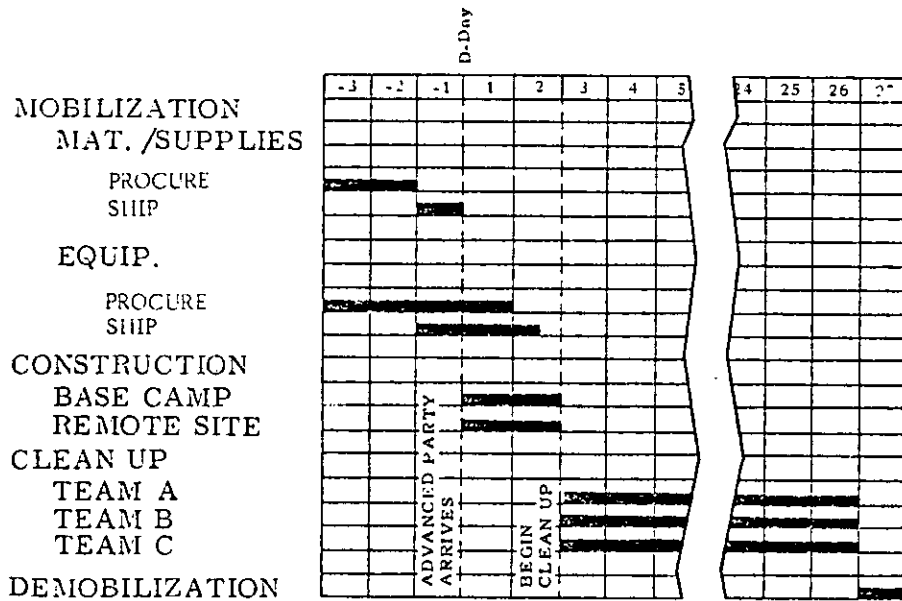 D-Day
-3 -2 -1 1 2 3 4 5 24 25 26
MOBILIZATION
MAT. /SUPPLIES
PROCURE
SHIP
EQUIP.
PROCURE
SHIP
CONSTRUCTION
BASE CAMP
REMOTE SITE
CLEAN UP
TEAM A
TEAM B
TEAM C
DEMOBILIZATION
ADVANCED PARTY
ARRIVES
BEGIN
CLEAN UP